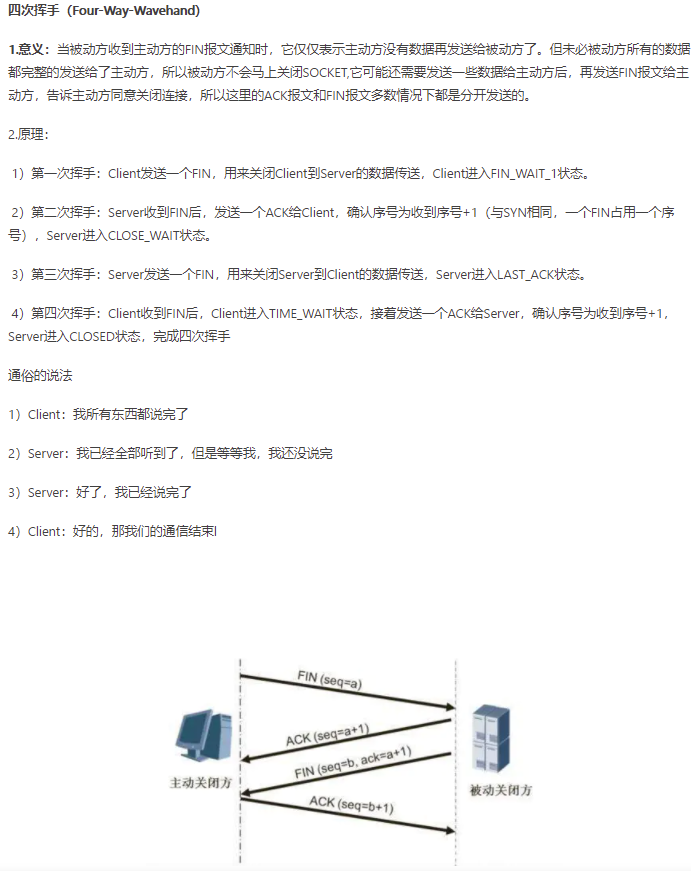 四次挥手（Four-Way-Wavehand）
1.意义：当被动方收到主动方的FIN报文通知时，它仅仅表示主动方没有数据再发送给被动方了。但未必被动方所有的数据
都完整的发送给了主动方，所以被动方不会马上关闭SOCKET,它可能还需要发送一些数据给主动方后，再发送FIN报文给主
动方，告诉主动方同意关闭连接，所以这里的ACK报文和FIN报文多数情况下都是分开发送的。
2.原理：
1）第一次挥手：Client发送一个FIN，用来关闭Client到Server的数据传送，Client进入FIN_WAIT_1状态。
2）第二次挥手：Server收到FIN后，发送一个ACK给Client，确认序号为收到序号+1（与SYN相同，一个FIN占用一个序
号），Server进入CLOSE_WAIT状态。
3）第三次挥手：Server发送一个FIN，用来关闭Server到Client的数据传送，Server进入LAST_ACK状态。
4）第四次挥手：Client收到FIN后，Client进入TIME_WAIT状态，接着发送一个ACK给Server，确认序号为收到序号+1，
Server进入CLOSED状态，完成四次挥手
通俗的说法
1）Client：我所有东西都说完了
2）Server：我已经全部听到了，但是等等我，我还没说完
3）Server：好了，我已经说完了
4）Client：好的，那我们的通信结束l
FIN (seq=a)
ACK (seq=a+1)
FIN (seq=b, ack=a+1)
ACK (seq=b+1)
主动关闭方
被动关闭方